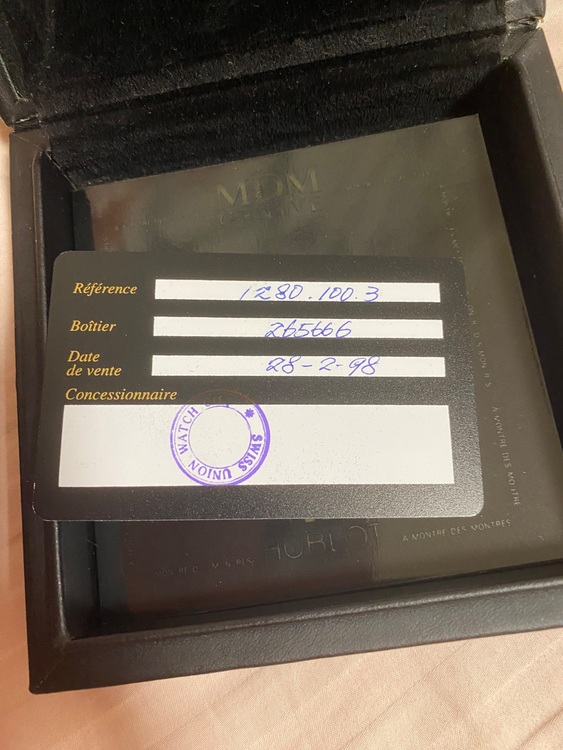 MDM
Référence 1280.100.3
Boîtier 265666
Date
de vente 28-2-98
Concessionnaire
SWISS UNION WATCH
HUBLOT
A MONTRE DES MONTRES